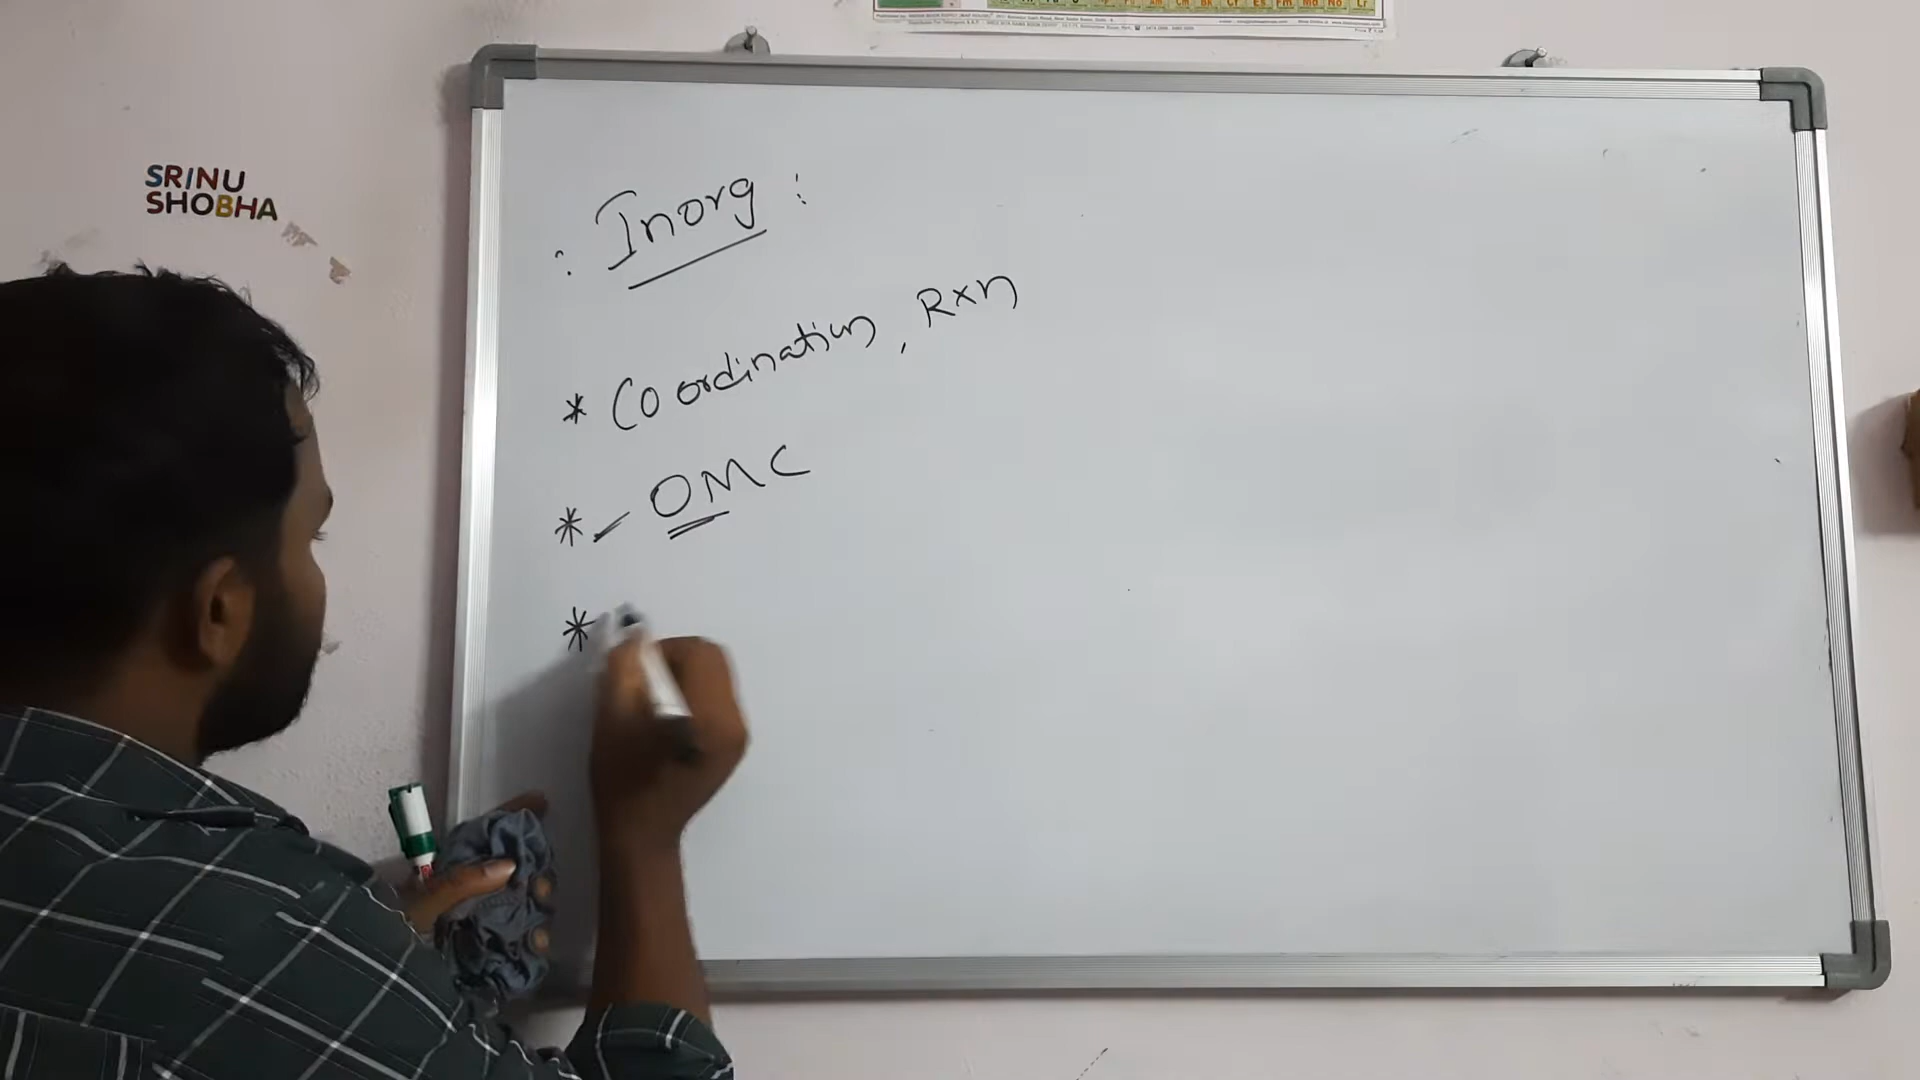 SRINU
SHOBHA
: Inorg :
* Coordination, Rxn
* - OMC
*